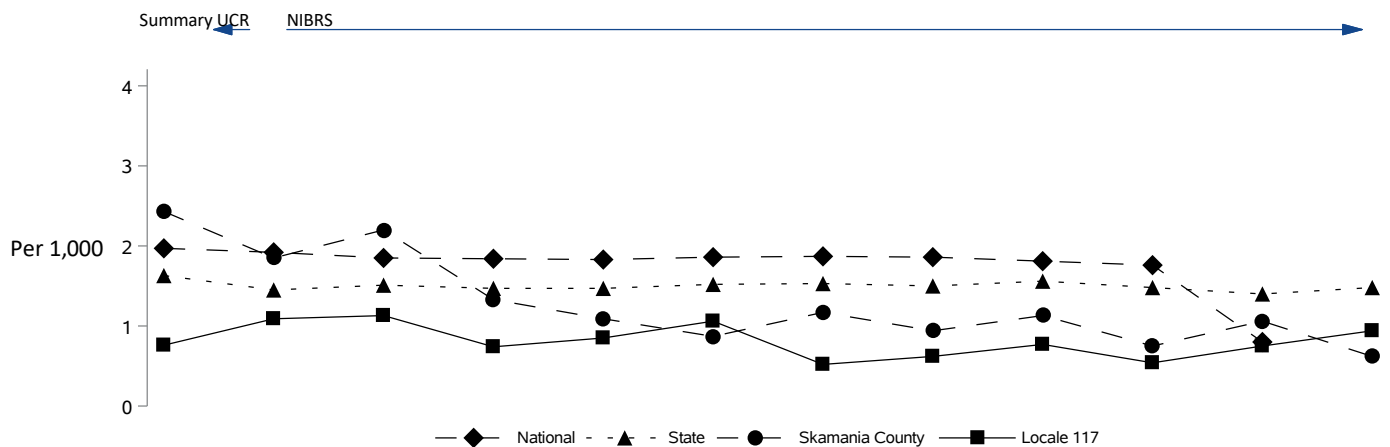 Summary UCR NIBRS
4
3
Per 1,000 2
1
0
National State Skamania County Locale 117